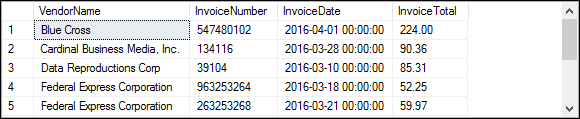 VendorName InvoiceNumber InvoiceDate InvoiceTotal
1 Blue Cross 547480102 2016-04-01 00:00:00 224.00
2 Cardinal Business Media, Inc. 134116 2016-03-28 00:00:00 90.36
3 Data Reproductions Corp 39104 2016-03-10 00:00:00 85.31
4 Federal Express Corporation 963253264 2016-03-18 00:00:00 52.25
5 Federal Express Corporation 263253268 2016-03-21 00:00:00 59.97